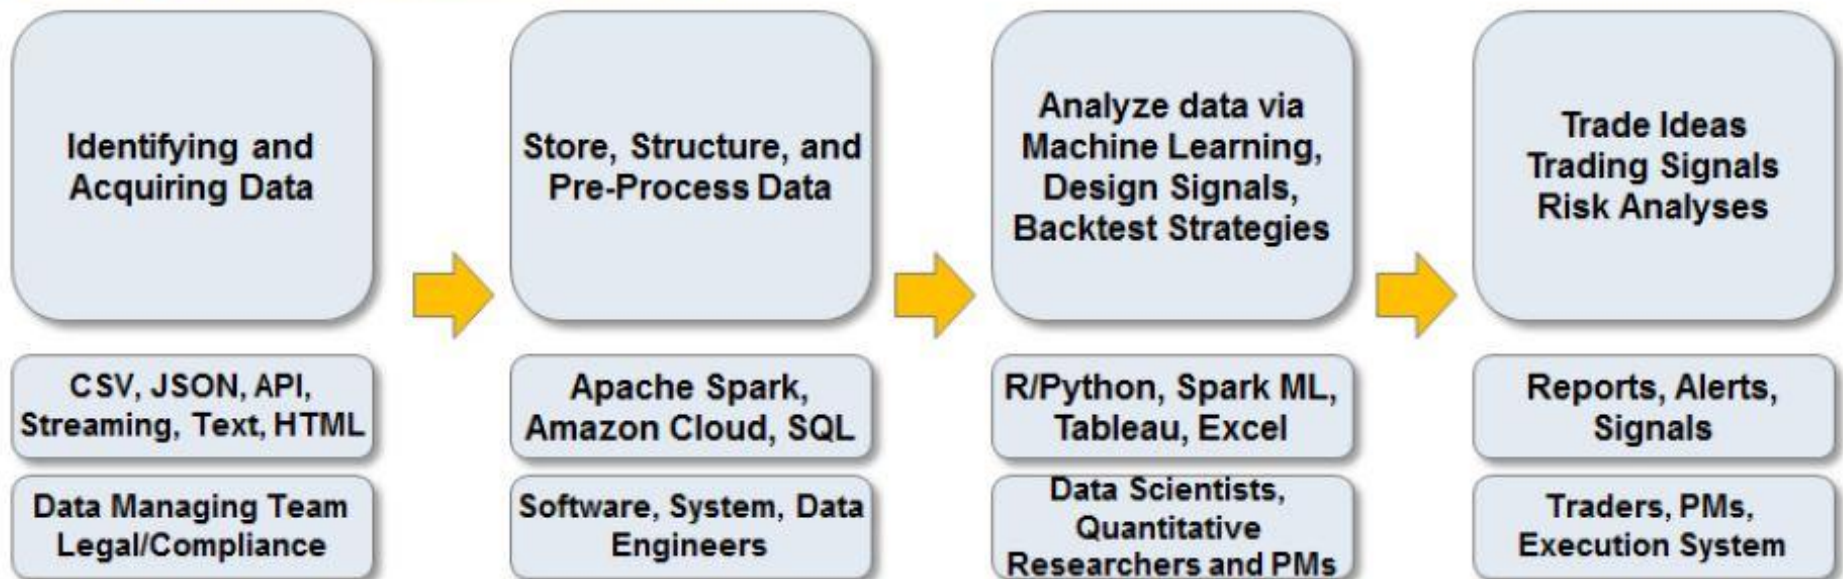 Identifying and
Acquiring Data
Store, Structure, and
Pre-Process Data
Analyze data via
Machine Learning,
Design Signals,
Backtest Strategies
Trade Ideas
Trading Signals
Risk Analyses
CSV, JSON, API,
Streaming, Text, HTML
Apache Spark,
Amazon Cloud, SQL
R/Python, Spark ML,
Tableau, Excel
Reports, Alerts,
Signals
Data Managing Team
Legal/Compliance
Software, System, Data
Engineers
Data Scientists,
Quantitative
Researchers and PMs
Traders, PMs,
Execution System